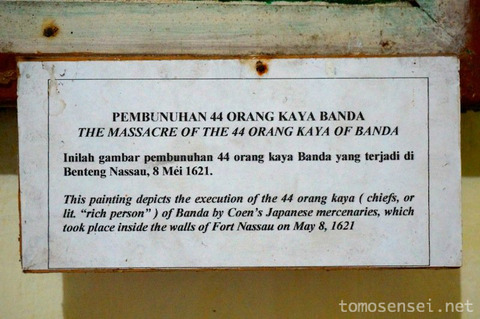 PEMBUNUHAN 44 ORANG KAYA BANDA
THE MASSACRE OF THE 44 ORANG KAYA OF BANDA
Inilah gambar pembunuhan 44 orang kaya Banda yang terjadi di
Benteng Nassau, 8 Mei 1621.
This painting depicts the execution of the 44 orang kaya ( chiefs, or
lit. “rich person” ) of Banda by Coen's Japanese mercenaries, which
took place inside the walls of Fort Nassau on May 8, 1621
tomosensei.net